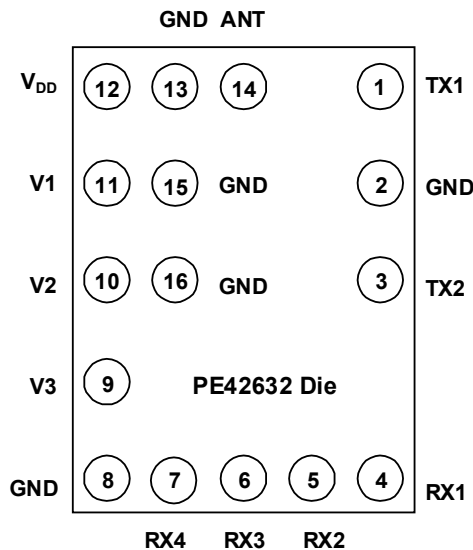 GND ANT
VDD 12 13 14 1 TX1
V1 11 15 GND 2 GND
V2 10 16 GND 3 TX2
V3 9 PE42632 Die
GND 8 7 6 5 4 RX1
RX4 RX3 RX2